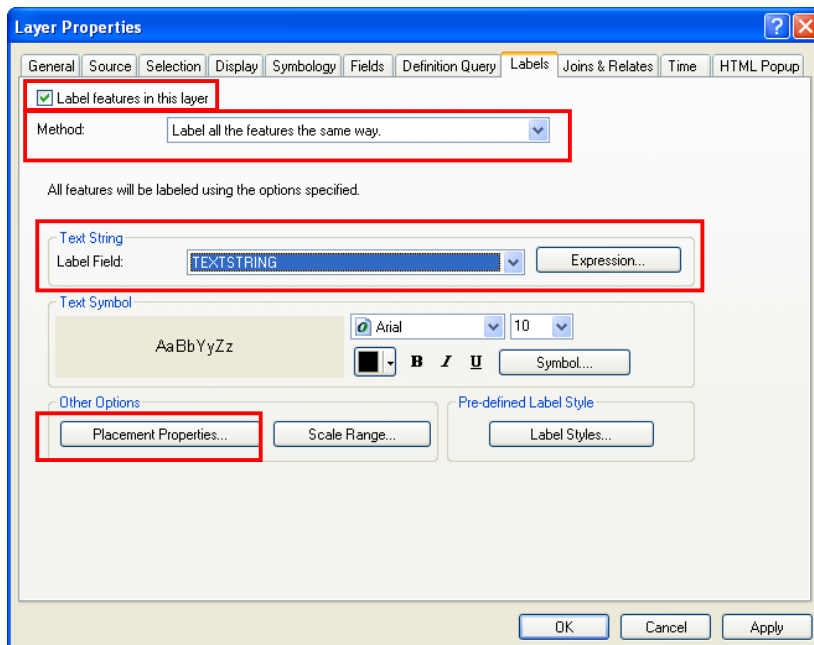 Layer Properties
General Source Selection Display Symbology Fields Definition Query Labels Joins & Relates Time HTML Popup
Label features in this layer
Method: Label all the features the same way.
All features will be labeled using the options specified.
Text String
Label Field: TEXTSTRING Expression...
Text Symbol
AaBbYyZz
Arial 10
B I U Symbol....
Other Options
Placement Properties... Scale Range...
Pre-defined Label Style
Label Styles...
OK Cancel Apply